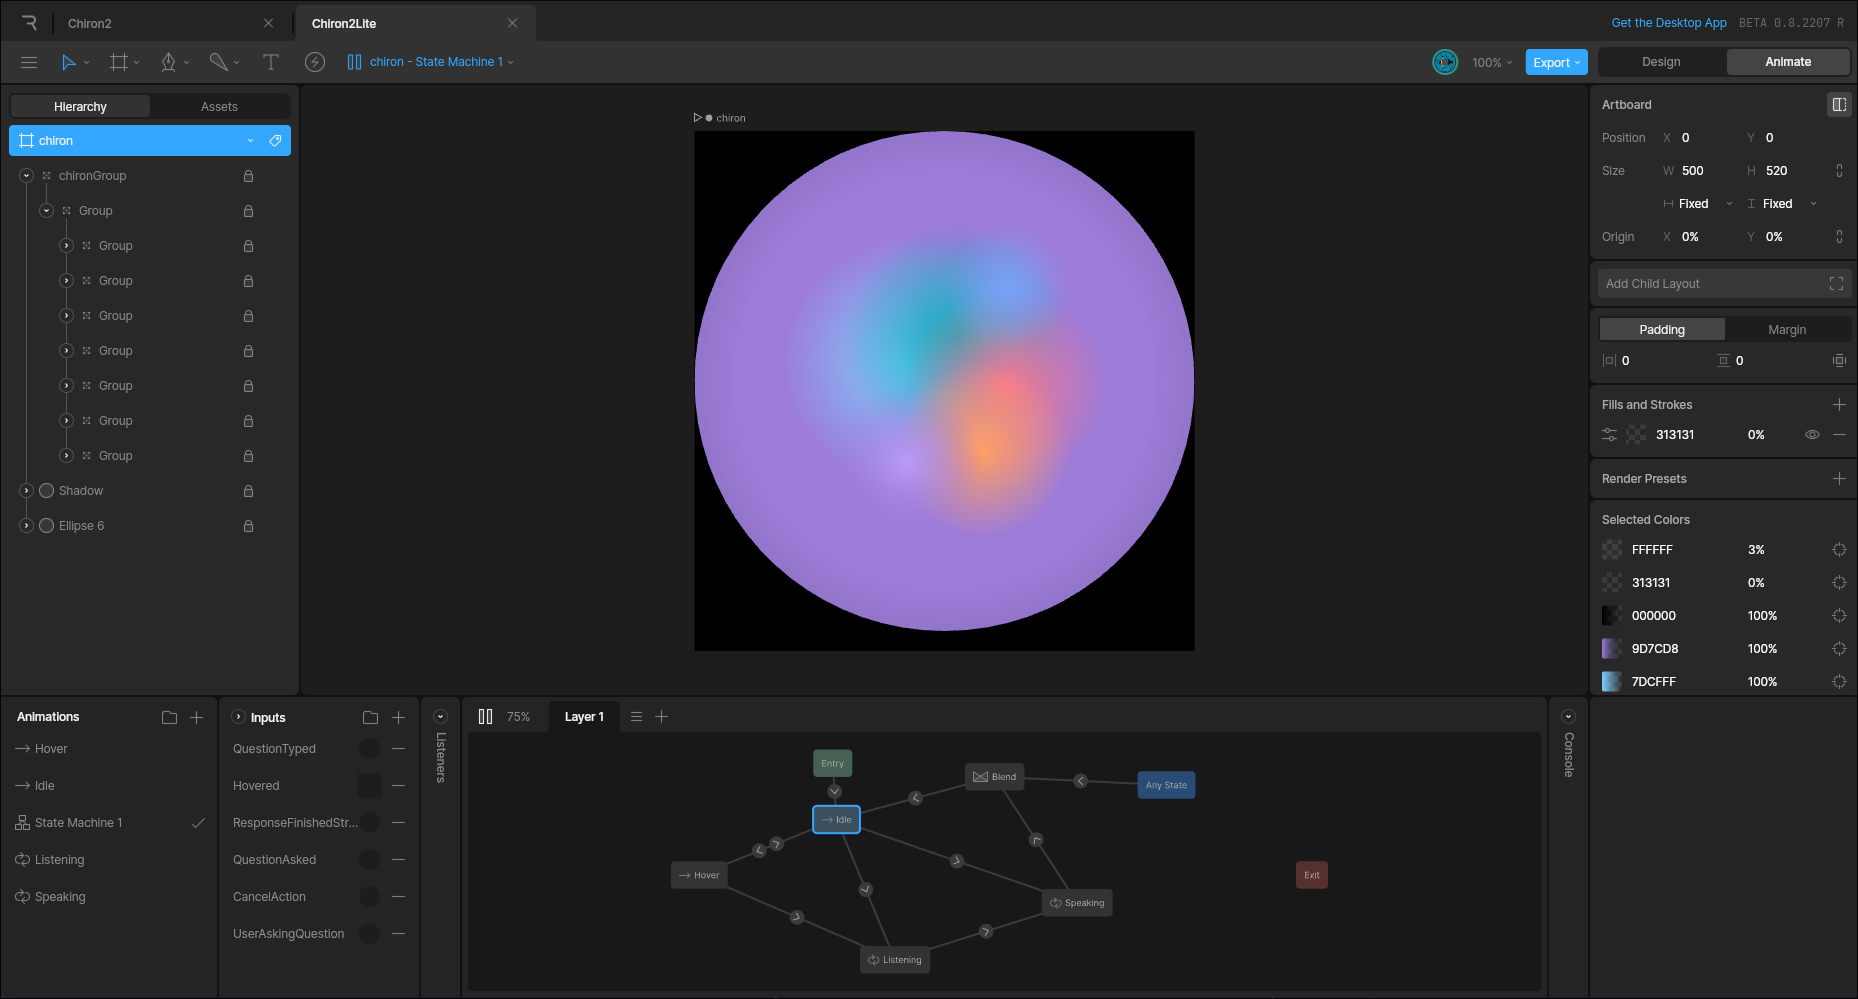 Chiron2
Chiron2Lite
Get the Desktop App
BETA 0.8.2207 R
chiron - State Machine 1
100%
Export
Design
Animate
Hierarchy
Assets
chiron
chironGroup
Group
Group
Group
Group
Group
Group
Group
Group
Shadow
Ellipse 6
chiron
Artboard
Position X 0 Y 0
Size W 500 H 520
Fixed Fixed
Origin X 0% Y 0%
Add Child Layout
Padding
Margin
0 0
Fills and Strokes
313131 0%
Render Presets
Selected Colors
FFFFFF 3%
313131 0%
000000 100%
9D7CD8 100%
7DCFFF 100%
Animations
Hover
Idle
State Machine 1
Listening
Speaking
Inputs
QuestionTyped
Hovered
ResponseFinishedStr...
QuestionAsked
CancelAction
UserAskingQuestion
Listeners
75%
Layer 1
Entry
Blend
Any State
Idle
Hover
Exit
Speaking
Listening
Console